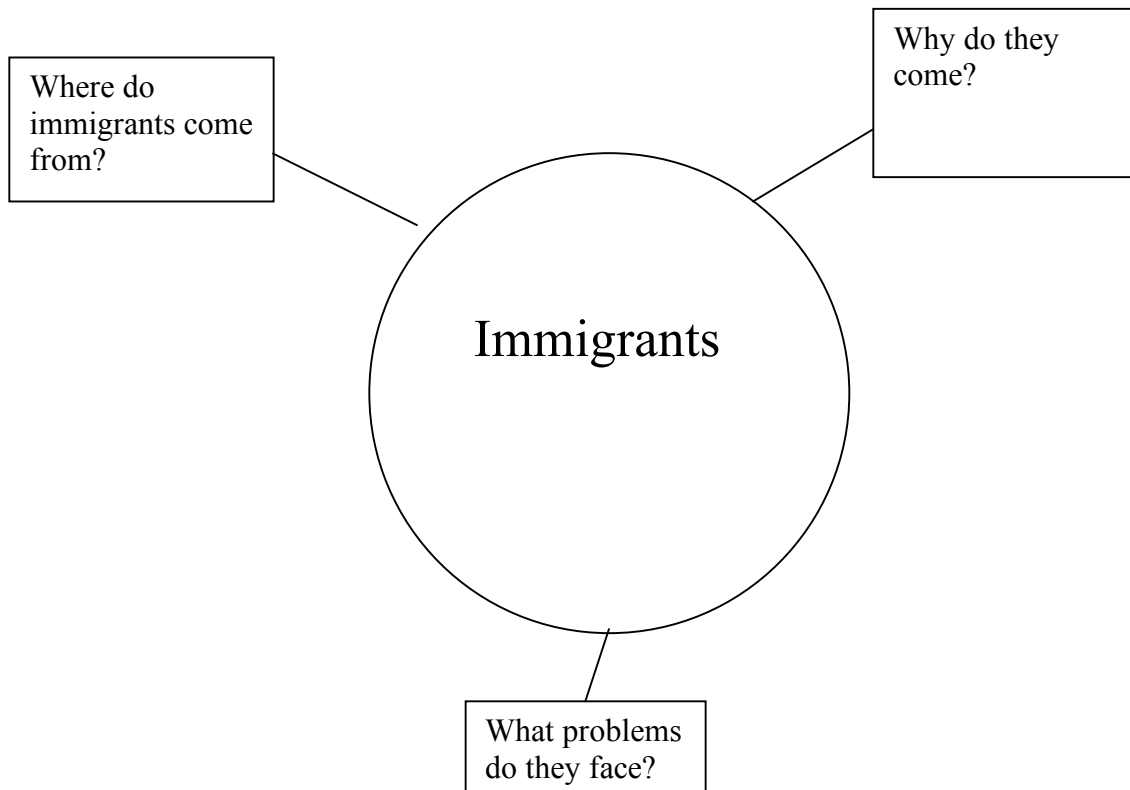 Where do
immigrants come
from?
Why do they
come?
Immigrants
What problems
do they face?